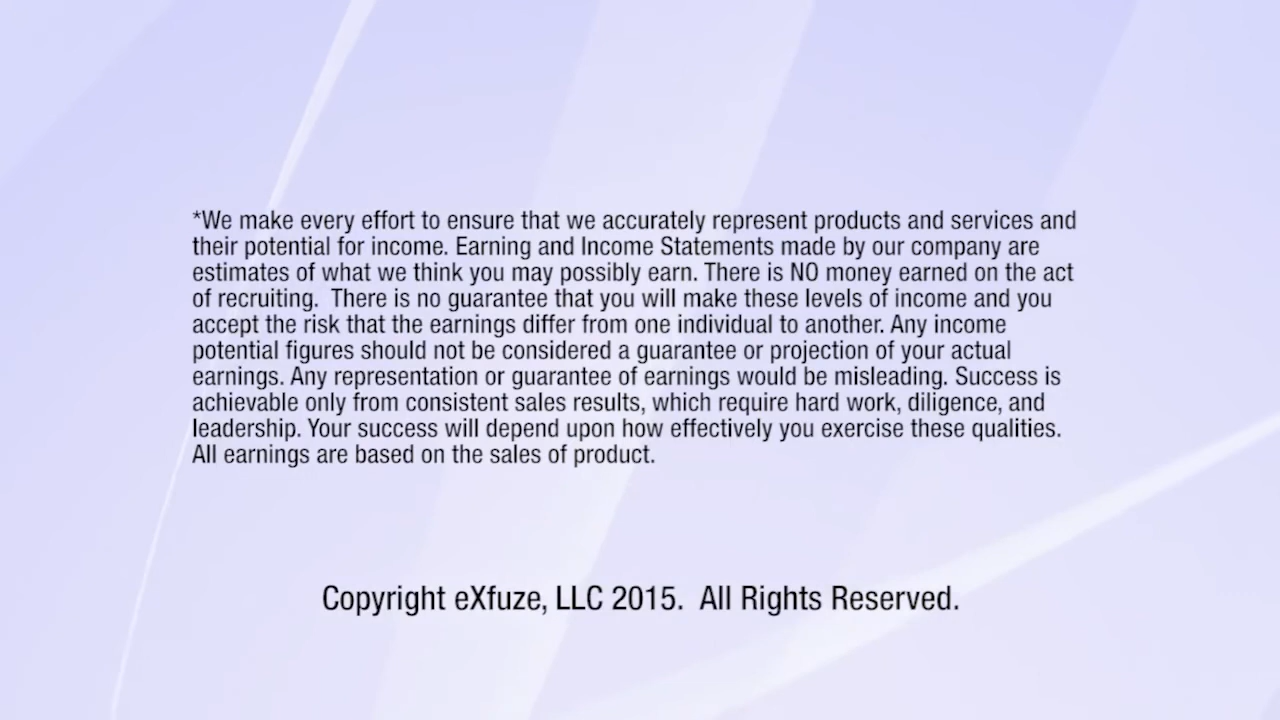 *We make every effort to ensure that we accurately represent products and services and
their potential for income. Earning and Income Statements made by our company are
estimates of what we think you may possibly earn. There is NO money earned on the act
of recruiting.  There is no guarantee that you will make these levels of income and you
accept the risk that the earnings differ from one individual to another. Any income
potential figures should not be considered a guarantee or projection of your actual
earnings. Any representation or guarantee of earnings would be misleading. Success is
achievable only from consistent sales results, which require hard work, diligence, and
leadership. Your success will depend upon how effectively you exercise these qualities.
All earnings are based on the sales of product.
Copyright eXfuze, LLC 2015.  All Rights Reserved.